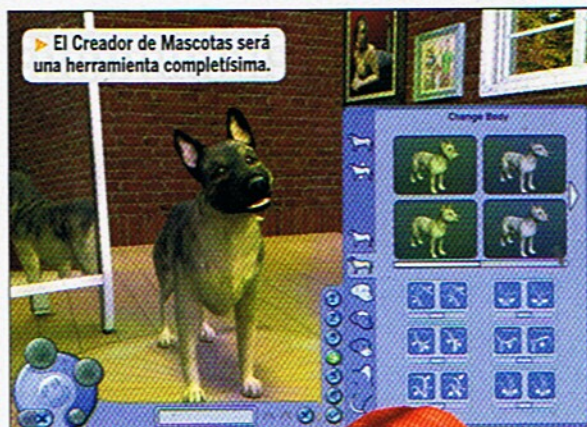 ► El Creador de Mascotas será
una herramienta completísima.
Change Body